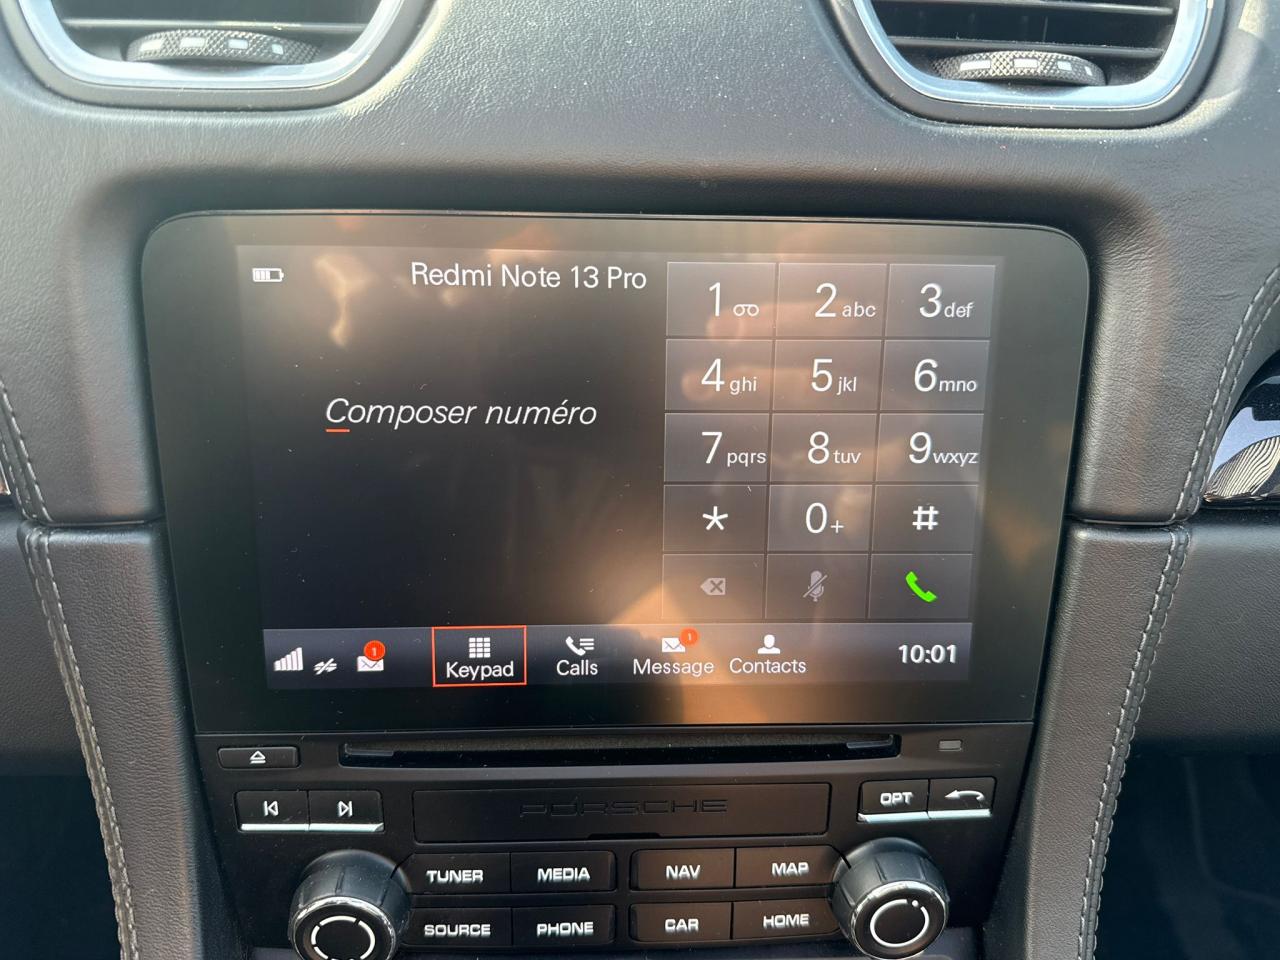 Redmi Note 13 Pro
Composer numéro
1
2 abc
3 def
4 ghi
5 jkl
6 mno
7 pqrs
8 tuv
9 wxyz
*
0+
#
1
Keypad
Calls
1
Message
Contacts
10:01
PORSCHE
OPT
TUNER
MEDIA
NAV
MAP
SOURCE
PHONE
CAR
HOME